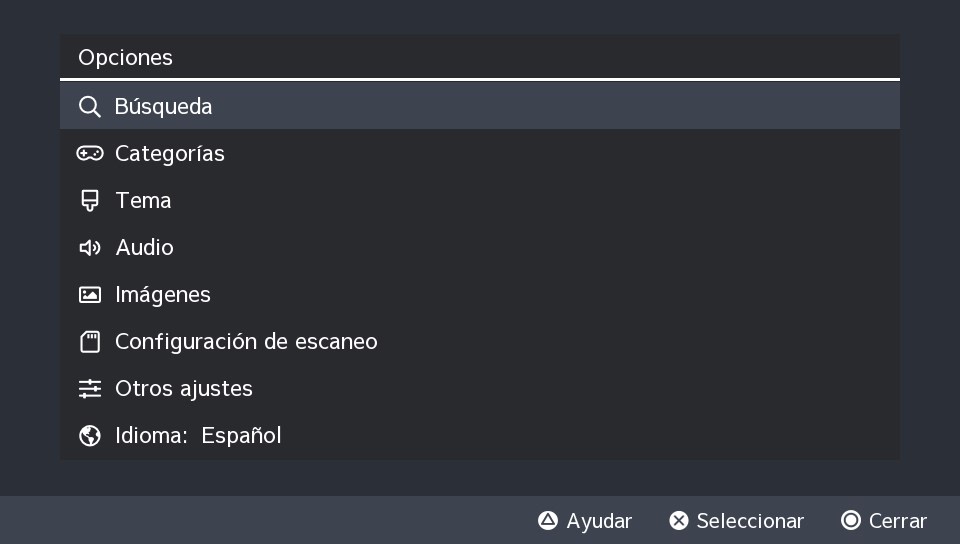 Opciones
Búsqueda
Categorías
Tema
Audio
Imágenes
Configuración de escaneo
Otros ajustes
Idioma: Español
Ayudar Seleccionar Cerrar